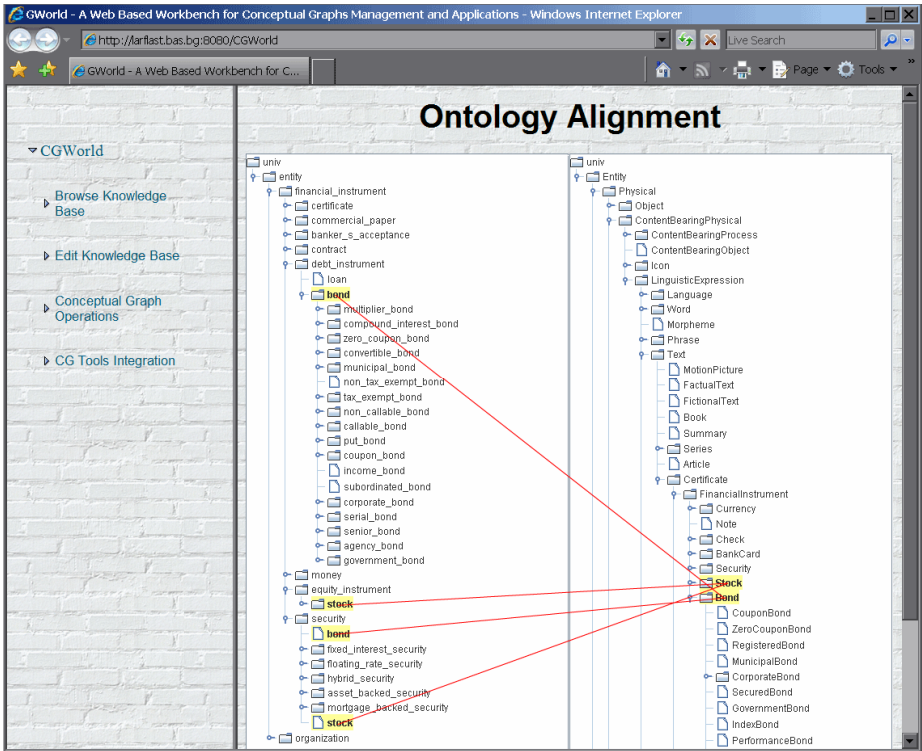 GWorld - A Web Based Workbench for Conceptual Graphs Management and Applications - Windows Internet Explorer
http://larflast.bas.bg:8080/CGWorld
Live Search
GWorld - A Web Based Workbench for C...
Page
Tools
»
CGWorld
Browse Knowledge
Base
Edit Knowledge Base
Conceptual Graph
Operations
CG Tools Integration
Ontology Alignment
univ
entity
financial_instrument
certificate
commercial_paper
banker_s_acceptance
contract
debt_instrument
loan
bond
multiplier_bond
compound_interest_bond
zero_coupon_bond
convertible_bond
municipal_bond
non_tax_exempt_bond
tax_exempt_bond
non_callable_bond
callable_bond
put_bond
coupon_bond
income_bond
subordinated_bond
corporate_bond
serial_bond
senior_bond
agency_bond
government_bond
money
equity_instrument
stock
security
bond
fixed_interest_security
floating_rate_security
hybrid_security
asset_backed_security
mortgage_backed_security
stock
organization
univ
Entity
Physical
Object
ContentBearingPhysical
ContentBearingProcess
ContentBearingObject
Icon
LinguisticExpression
Language
Word
Morpheme
Phrase
Text
MotionPicture
FactualText
FictionalText
Book
Summary
Series
Article
Certificate
FinancialInstrument
Currency
Note
Check
BankCard
Security
Stock
Bond
CouponBond
ZeroCouponBond
RegisteredBond
MunicipalBond
CorporateBond
SecuredBond
GovernmentBond
IndexBond
PerformanceBond